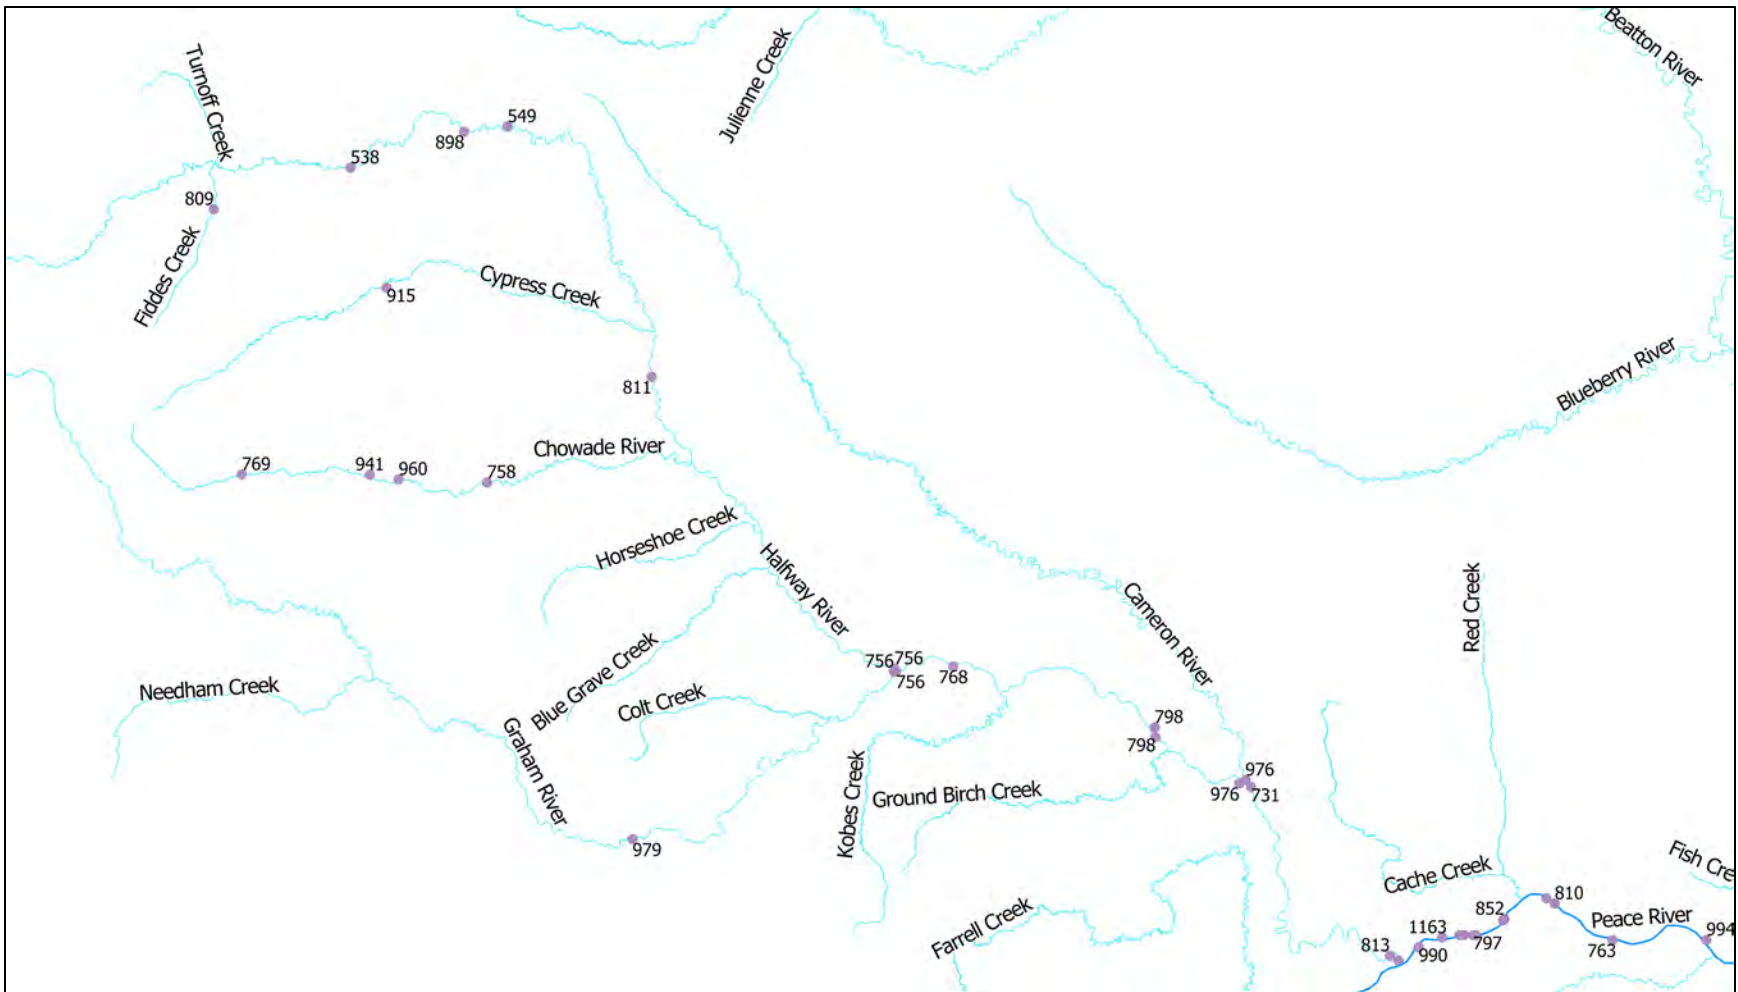 Beatton River
Julienne Creek
Turnoff Creek
549
898
538
809
Fiddes Creek
Cypress Creek
915
811
Blueberry River
Chowade River
769
941
960
758
Horseshoe Creek
Halfway River
Cameron River
Red Creek
Blue Grave Creek
756
756
756
768
Needham Creek
Colt Creek
Graham River
798
798
976
976
731
Kobes Creek
Ground Birch Creek
979
Fish Cre
Cache Creek
810
852
Peace River
Farrell Creek
1163
797
990
813
763
994